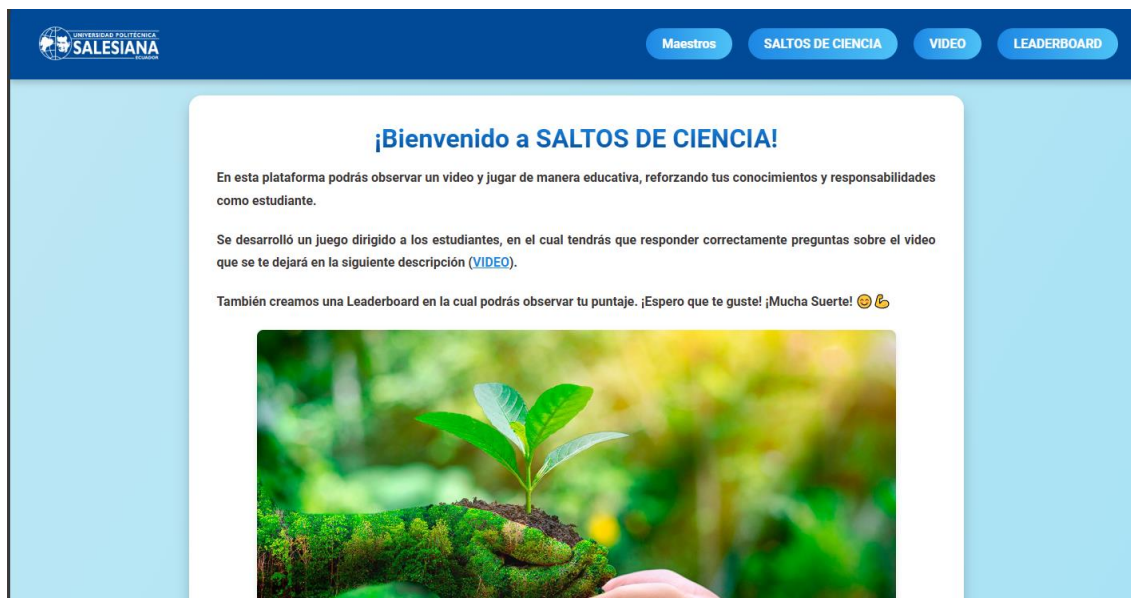 UNIVERSIDAD POLITÉCNICA
SALESIANA
ECUADOR
Maestros
SALTOS DE CIENCIA
VIDEO
LEADERBOARD
¡Bienvenido a SALTOS DE CIENCIA!
En esta plataforma podrás observar un video y jugar de manera educativa, reforzando tus conocimientos y responsabilidades
como estudiante.
Se desarrolló un juego dirigido a los estudiantes, en el cual tendrás que responder correctamente preguntas sobre el video
que se te dejará en la siguiente descripción (VIDEO).
También creamos una Leaderboard en la cual podrás observar tu puntaje. ¡Espero que te guste! ¡Mucha Suerte! 😊💪